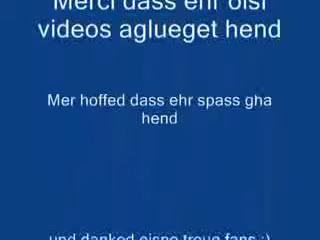 Merci dass ehr oisi
videos aglueget hend
Mer hoffed dass ehr spass gha
hend
und danked eisne treue fans :)